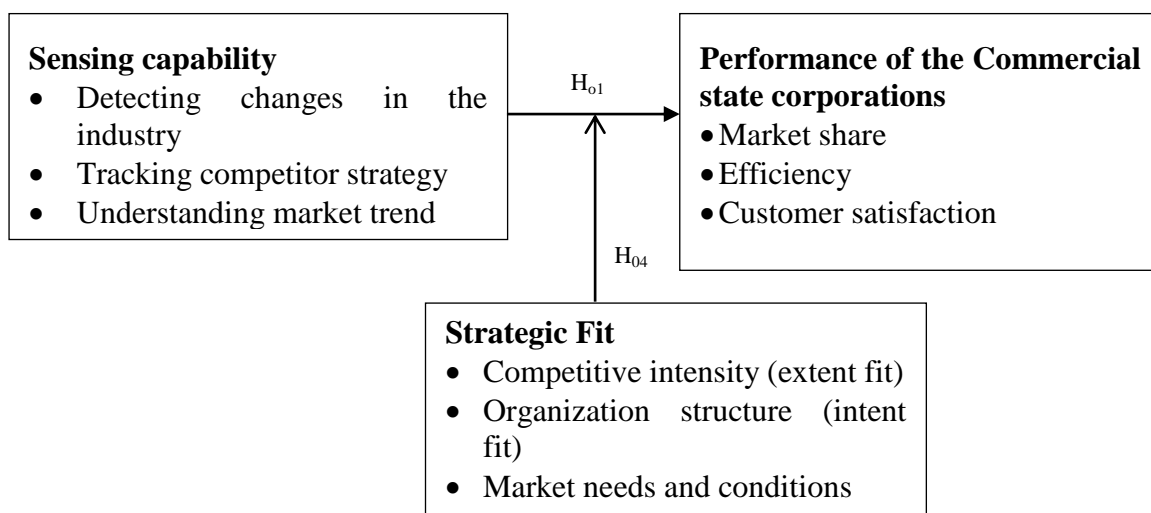 Sensing capability
• Detecting changes in the
industry
• Tracking competitor strategy
• Understanding market trend
H₀₁
Performance of the Commercial
state corporations
• Market share
• Efficiency
• Customer satisfaction
H₀₄
Strategic Fit
• Competitive intensity (extent fit)
• Organization structure (intent
fit)
• Market needs and conditions